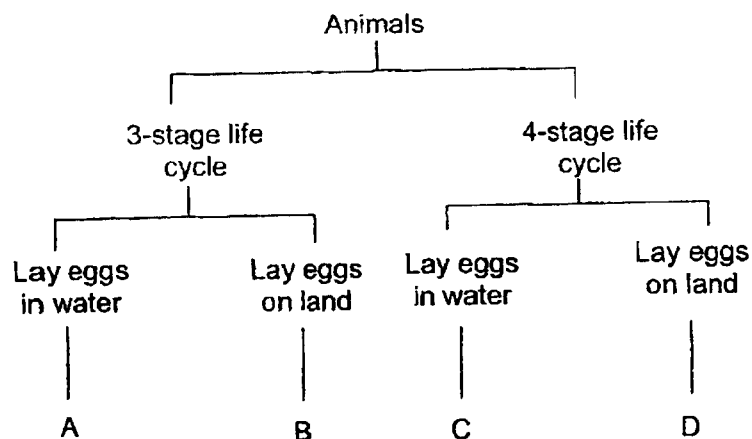 Animals
3-stage life
cycle
4-stage life
cycle
Lay eggs
in water
Lay eggs
on land
Lay eggs
in water
Lay eggs
on land
A
B
C
D